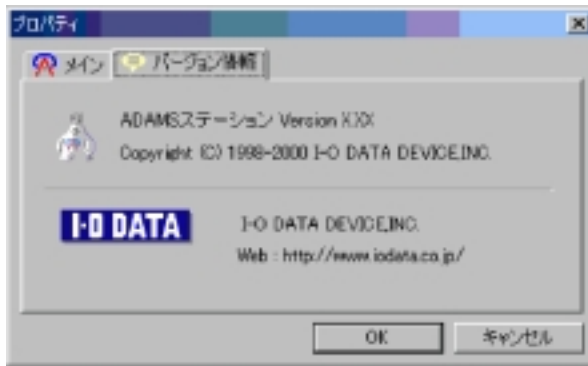 プロパティ
メイン バージョン情報
ADAMSステーション Version X.XX
Copyright (C) 1998-2000 I-O DATA DEVICE,INC.
I·O DATA
I-O DATA DEVICE,INC.
Web : http://www.iodata.co.jp/
OK キャンセル